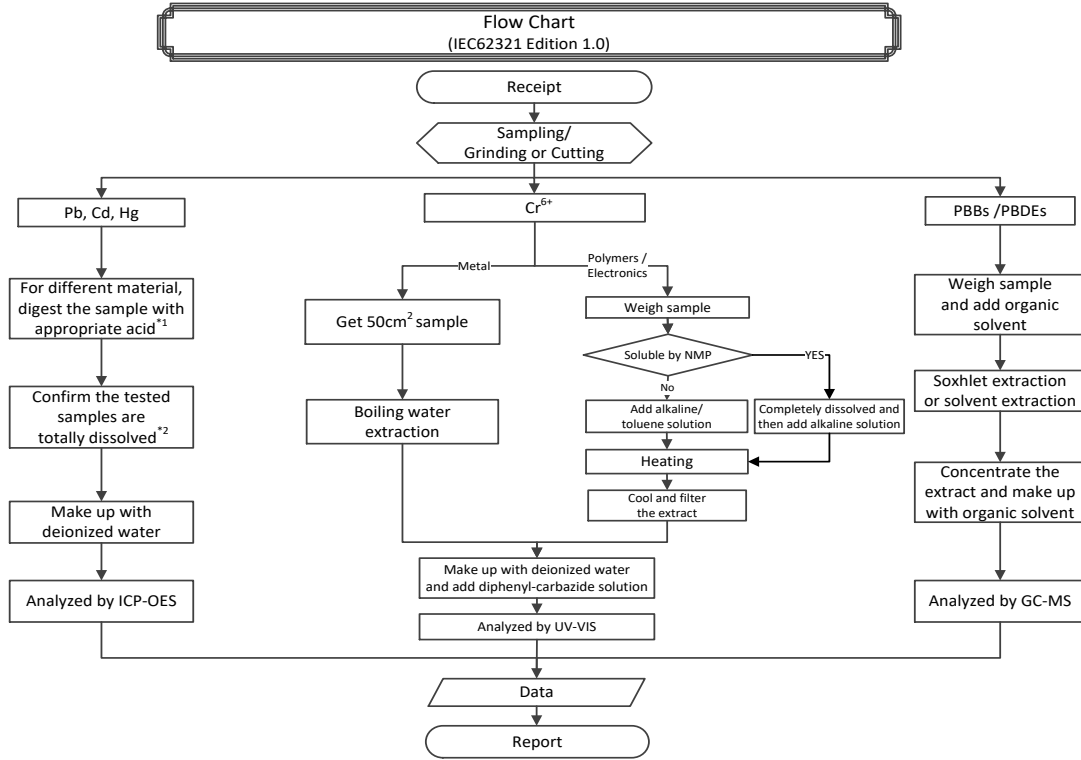 Flow Chart
(IEC62321 Edition 1.0)
Receipt
Sampling/
Grinding or Cutting
Pb, Cd, Hg
For different material,
digest the sample with
appropriate acid*1
Confirm the tested
samples are
totally dissolved*2
Make up with
deionized water
Analyzed by ICP-OES
Cr6+
Metal
Get 50cm2 sample
Boiling water
extraction
Polymers /
Electronics
Weigh sample
Soluble by NMP
YES
No
Add alkaline/
toluene solution
Completely dissolved and
then add alkaline solution
Heating
Cool and filter
the extract
Make up with deionized water
and add diphenyl-carbazide solution
Analyzed by UV-VIS
PBBs /PBDEs
Weigh sample
and add organic
solvent
Soxhlet extraction
or solvent extraction
Concentrate the
extract and make up
with organic solvent
Analyzed by GC-MS
Data
Report